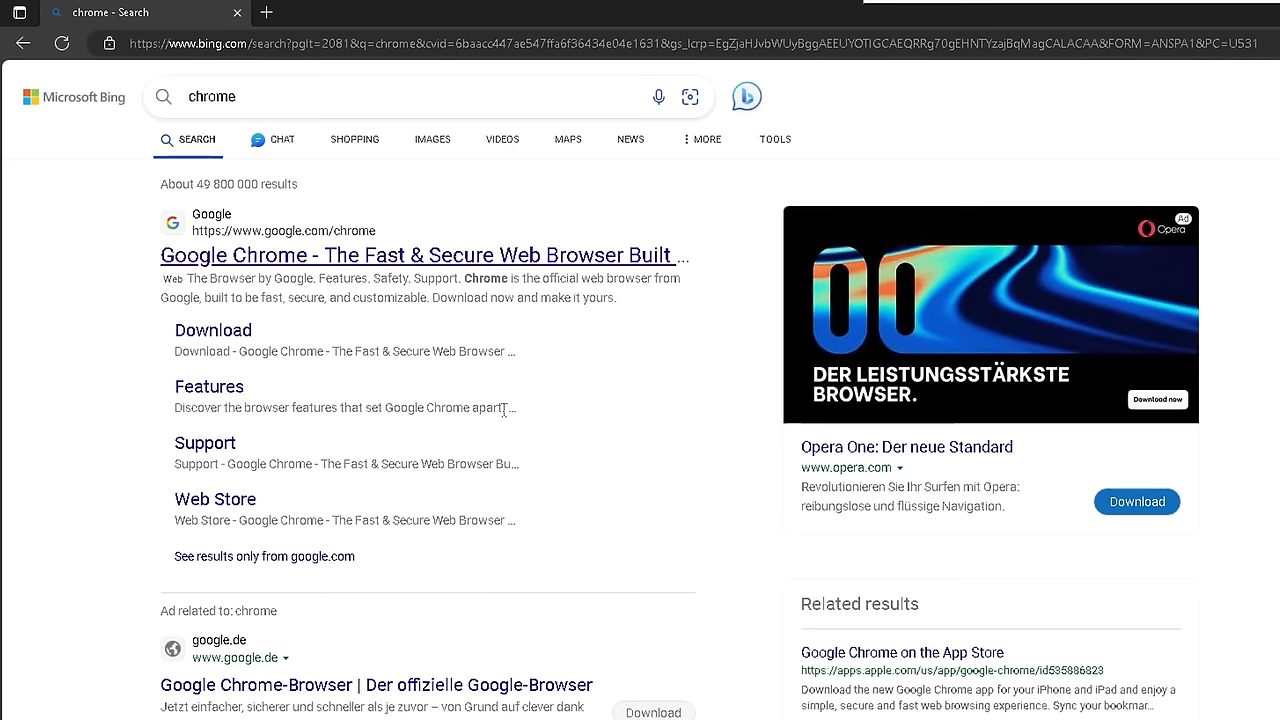 chrome - Search
https://www.bing.com/search?pglt=2081&q=chrome&cvid=6baacc447ae547ffa6f36434e04e1631&gs_lcrp=EgZjaHJvbWUyBggAEEUYOTIGCAEQRRg70gEHNTYzajBqMagCALACAA&FORM=ANSPA1&PC=U531
Microsoft Bing
chrome
SEARCH
CHAT
SHOPPING
IMAGES
VIDEOS
MAPS
NEWS
MORE
TOOLS
About 49 800 000 results
Google
https://www.google.com/chrome
Google Chrome - The Fast & Secure Web Browser Built ...
Web The Browser by Google. Features. Safety. Support. Chrome is the official web browser from
Google, built to be fast, secure, and customizable. Download now and make it yours.
Download
Download - Google Chrome - The Fast & Secure Web Browser ...
Features
Discover the browser features that set Google Chrome apart ...
Support
Support - Google Chrome - The Fast & Secure Web Browser Bu...
Web Store
Web Store - Google Chrome - The Fast & Secure Web Browser ...
See results only from google.com
Ad related to: chrome
google.de
www.google.de
Google Chrome-Browser | Der offizielle Google-Browser
Jetzt einfacher, sicherer und schneller als je zuvor – von Grund auf clever dank
Download
Ad
Opera
DER LEISTUNGSSTÄRKSTE
BROWSER.
Download now
Opera One: Der neue Standard
www.opera.com
Revolutionieren Sie Ihr Surfen mit Opera:
reibungslose und flüssige Navigation.
Download
Related results
Google Chrome on the App Store
https://apps.apple.com/us/app/google-chrome/id535886823
Download the new Google Chrome app for your iPhone and iPad and enjoy a
simple, secure and fast web browsing experience. Sync your bookmar...